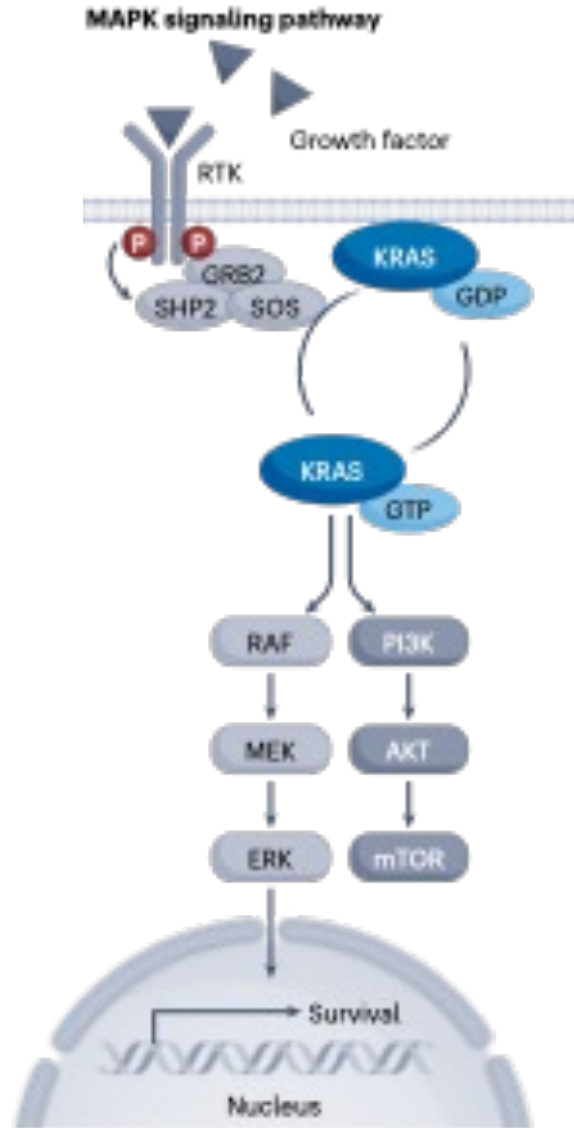 MAPK signaling pathway
Growth factor
RTK
P P
KRAS
GRB2
GDP
SHP2 SOS
KRAS
GTP
RAF PI3K
MEK AKT
ERK mTOR
Survival
Nucleus